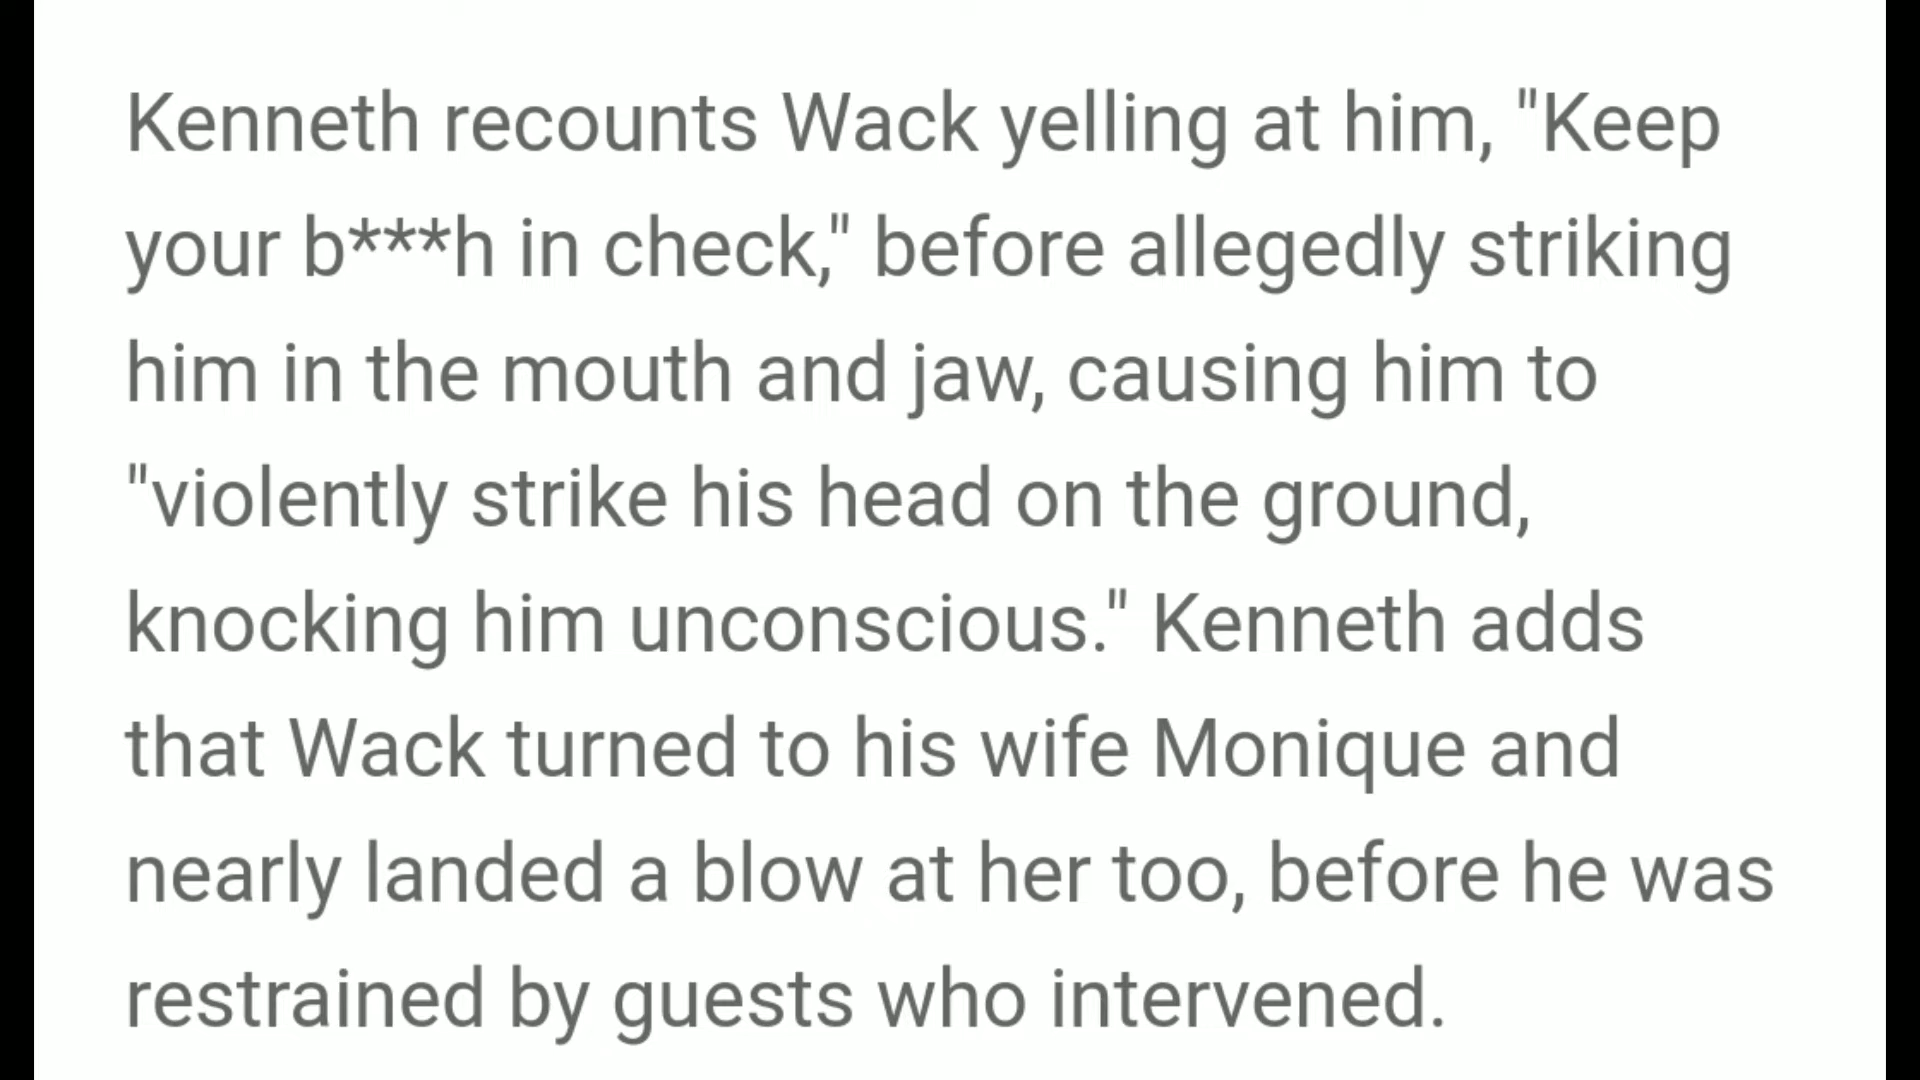 Kenneth recounts Wack yelling at him, "Keep
your b***h in check," before allegedly striking
him in the mouth and jaw, causing him to
"violently strike his head on the ground,
knocking him unconscious." Kenneth adds
that Wack turned to his wife Monique and
nearly landed a blow at her too, before he was
restrained by guests who intervened.